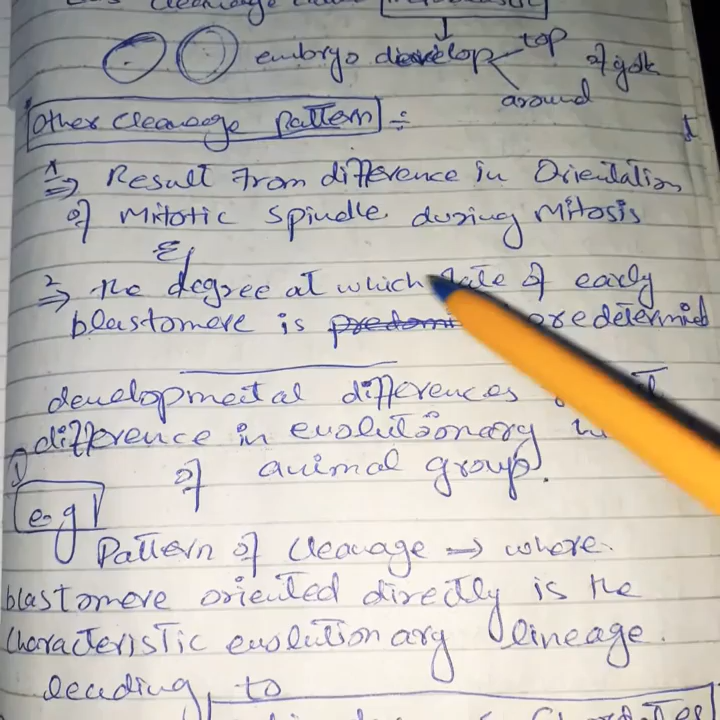 embryo develop top of yolk
around
Other cleavage pattern ÷
1 ⇒ Result from difference in Orientation
of Mitotic Spindle during Mitosis
&
2 ⇒ the degree at which fate of early
blastomere is predetermined
developmental differences
difference in evolutionary
of animal group.
e.g
Pattern of cleavage → where
blastomere oriented directly is the
characteristic evolutionary lineage.
leading to